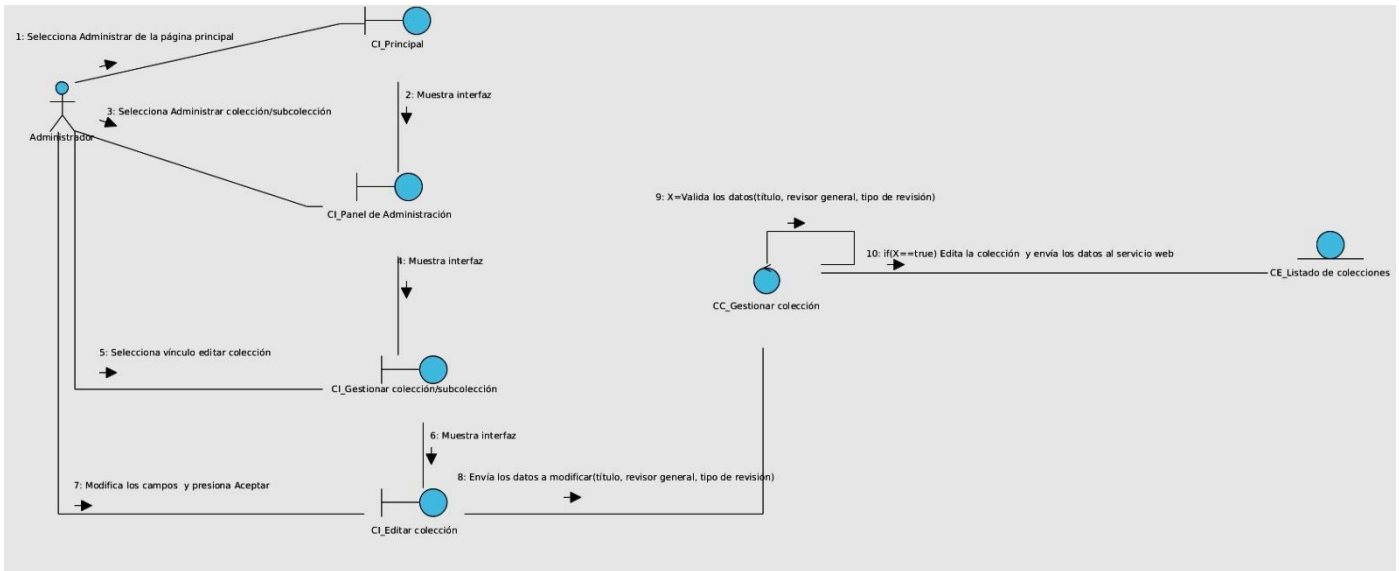 1: Selecciona Administrar de la página principal
CI_Principal
2: Muestra interfaz
3: Selecciona Administrar colección/subcolección
Administrador
CI_Panel de Administración
9: X=Valida los datos(título, revisor general, tipo de revisión)
4: Muestra interfaz
10: if(X==true) Edita la colección y envía los datos al servicio web
CE_Listado de colecciones
CC_Gestionar colección
5: Selecciona vínculo editar colección
CI_Gestionar colección/subcolección
6: Muestra interfaz
7: Modifica los campos y presiona Aceptar
8: Envía los datos a modificar(título, revisor general, tipo de revisión)
CI_Editar colección